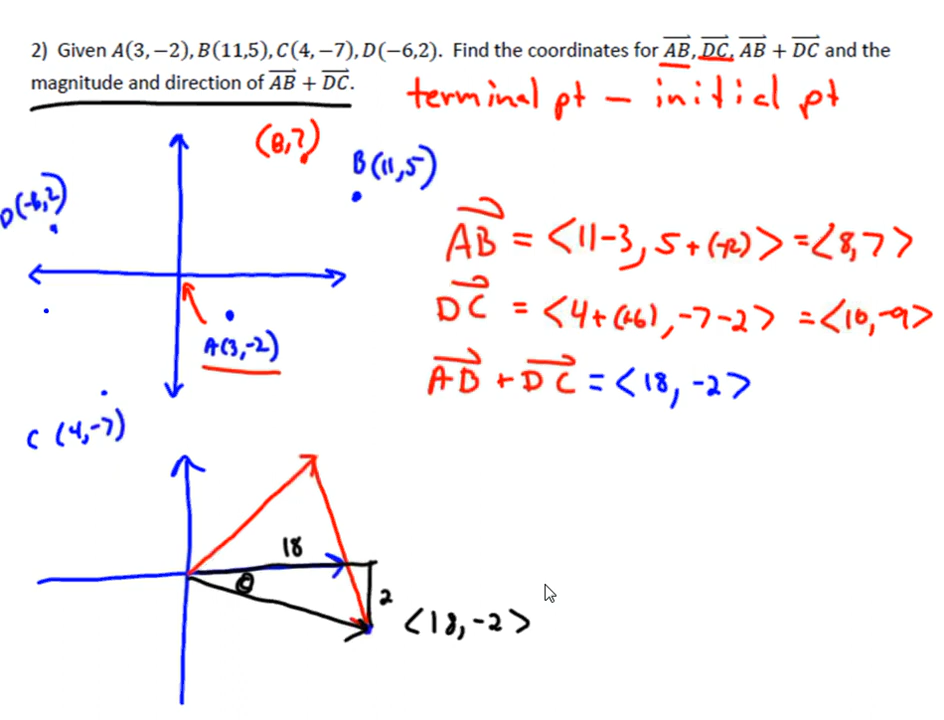 2) Given A(3, −2), B(11,5), C(4, −7), D(−6,2). Find the coordinates for AB, DC, AB + DC and the
magnitude and direction of AB + DC.
terminal pt − initial pt
(8,7)
B(11,5)
D(-6,2)
A(3,-2)
C (4,-7)
AB = <11-3, 5+(+2)> = <8,7>
DC = <4+(+6), -7-2> = <10,-9>
AB + DC = <18, -2>
18
θ
2
<18,-2>